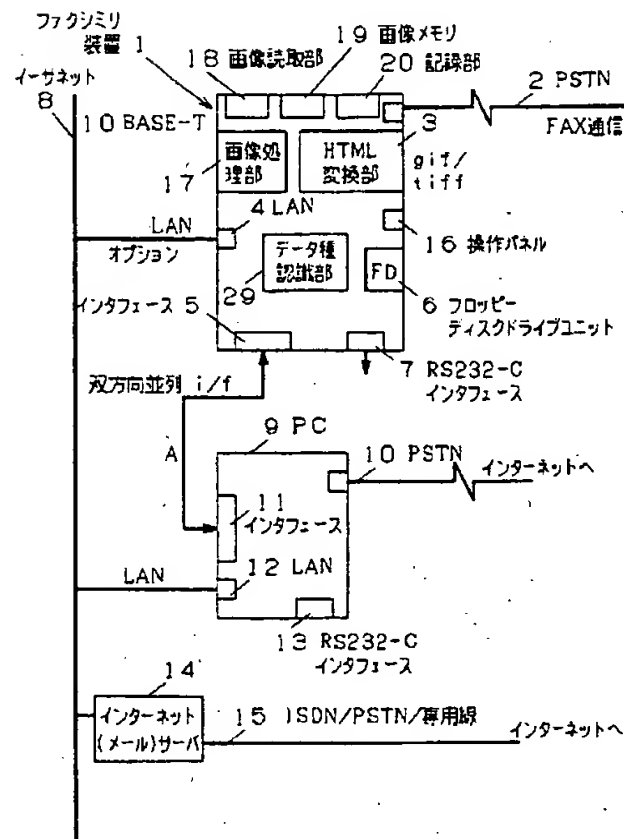 ファクシミリ
装置 1
イーサネット
8
18 画像読取部
19 画像メモリ
20 記録部
2 PSTN
FAX通信
10 BASE-T
画像処
理部
17
HTML
変換部
3
gif/
tiff
LAN
オプション
4 LAN
データ種
認識部
29
16 操作パネル
FD
6 フロッピー
ディスクドライブユニット
インタフェース 5
7 RS232-C
インタフェース
双方向並列 i/f
A
9 PC
10 PSTN
インターネットへ
11
インタフェース
LAN
12 LAN
13 RS232-C
インタフェース
14
インターネット
(メール)サーバ
15 ISDN/PSTN/専用線
インターネットへ